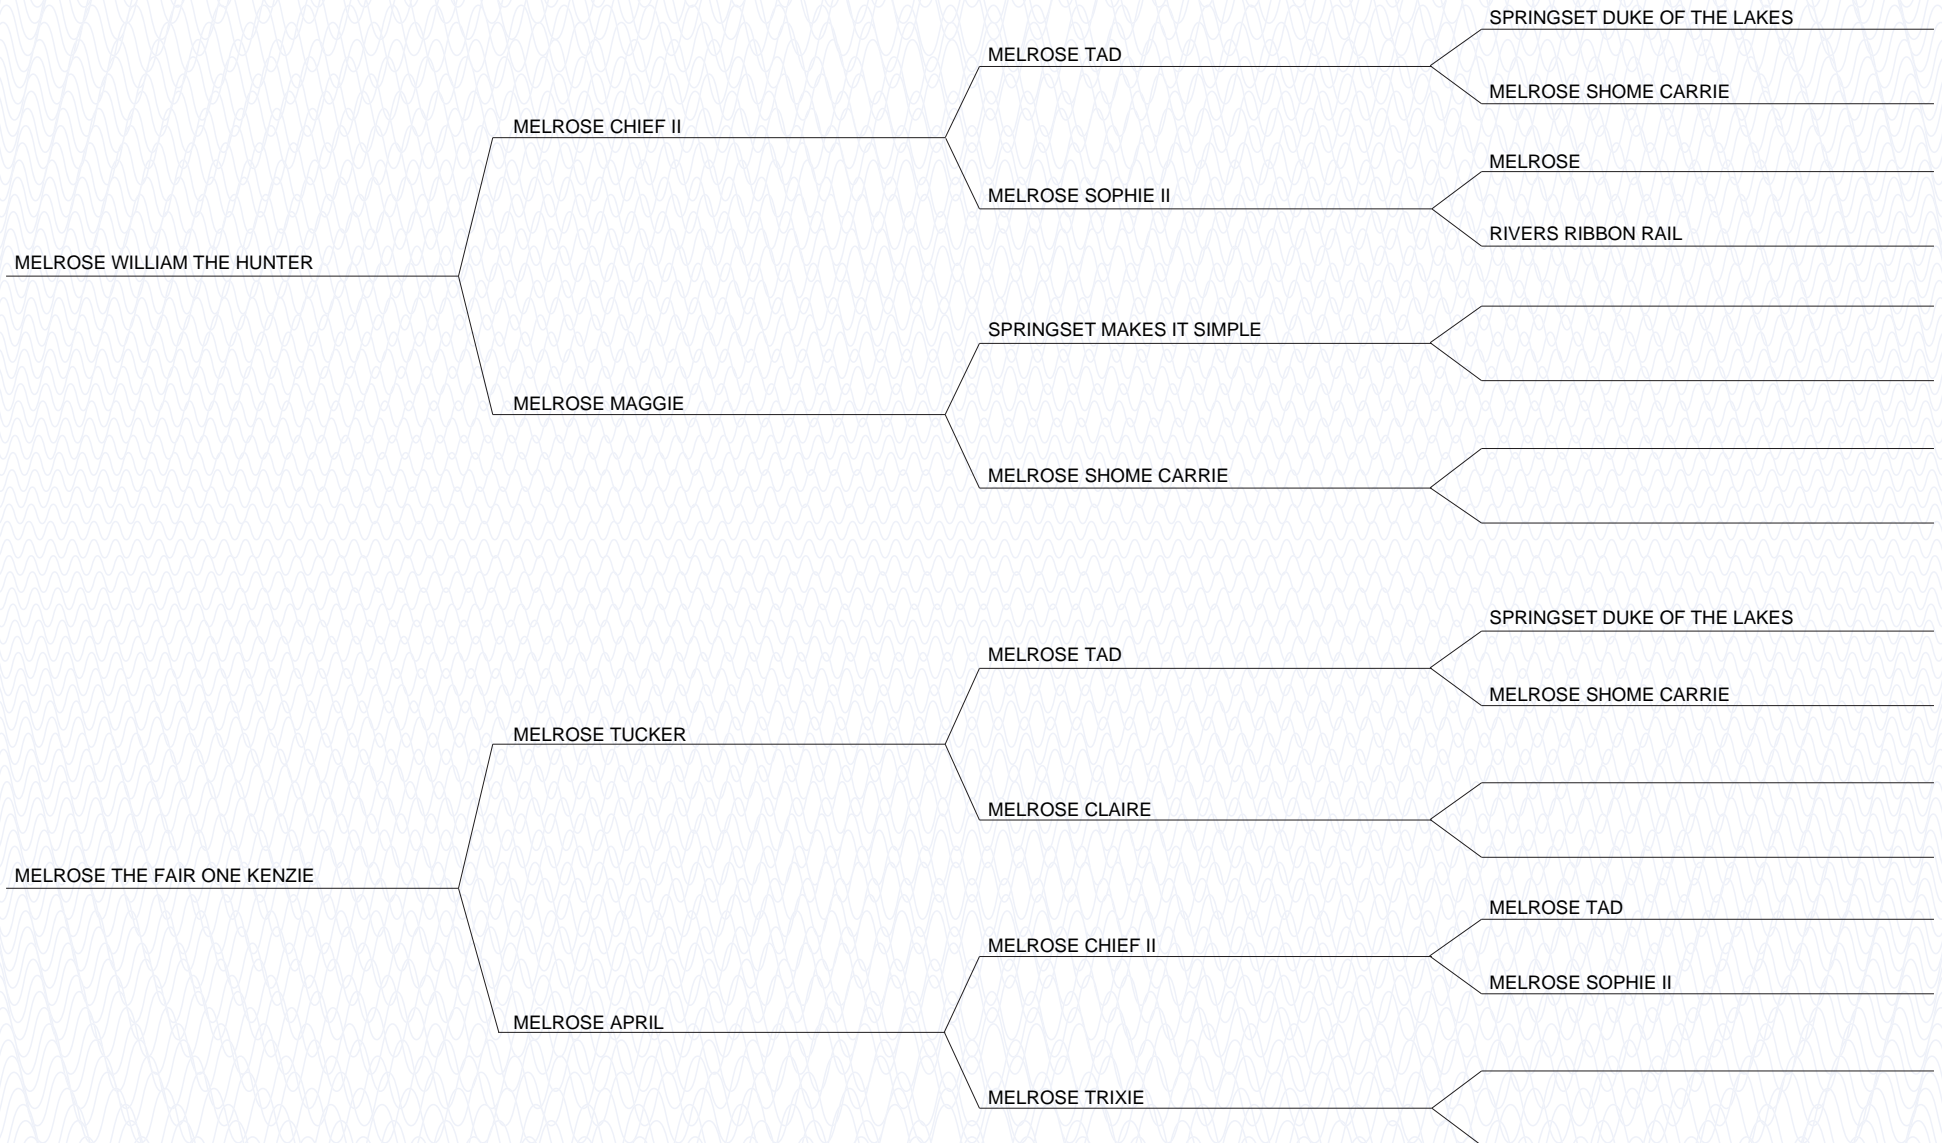 SPRINGSET DUKE OF THE LAKES
MELROSE TAD
MELROSE SHOME CARRIE
MELROSE CHIEF II
MELROSE
MELROSE SOPHIE II
RIVERS RIBBON RAIL
MELROSE WILLIAM THE HUNTER
SPRINGSET MAKES IT SIMPLE
MELROSE MAGGIE
MELROSE SHOME CARRIE
SPRINGSET DUKE OF THE LAKES
MELROSE TAD
MELROSE SHOME CARRIE
MELROSE TUCKER
MELROSE CLAIRE
MELROSE THE FAIR ONE KENZIE
MELROSE TAD
MELROSE CHIEF II
MELROSE SOPHIE II
MELROSE APRIL
MELROSE TRIXIE